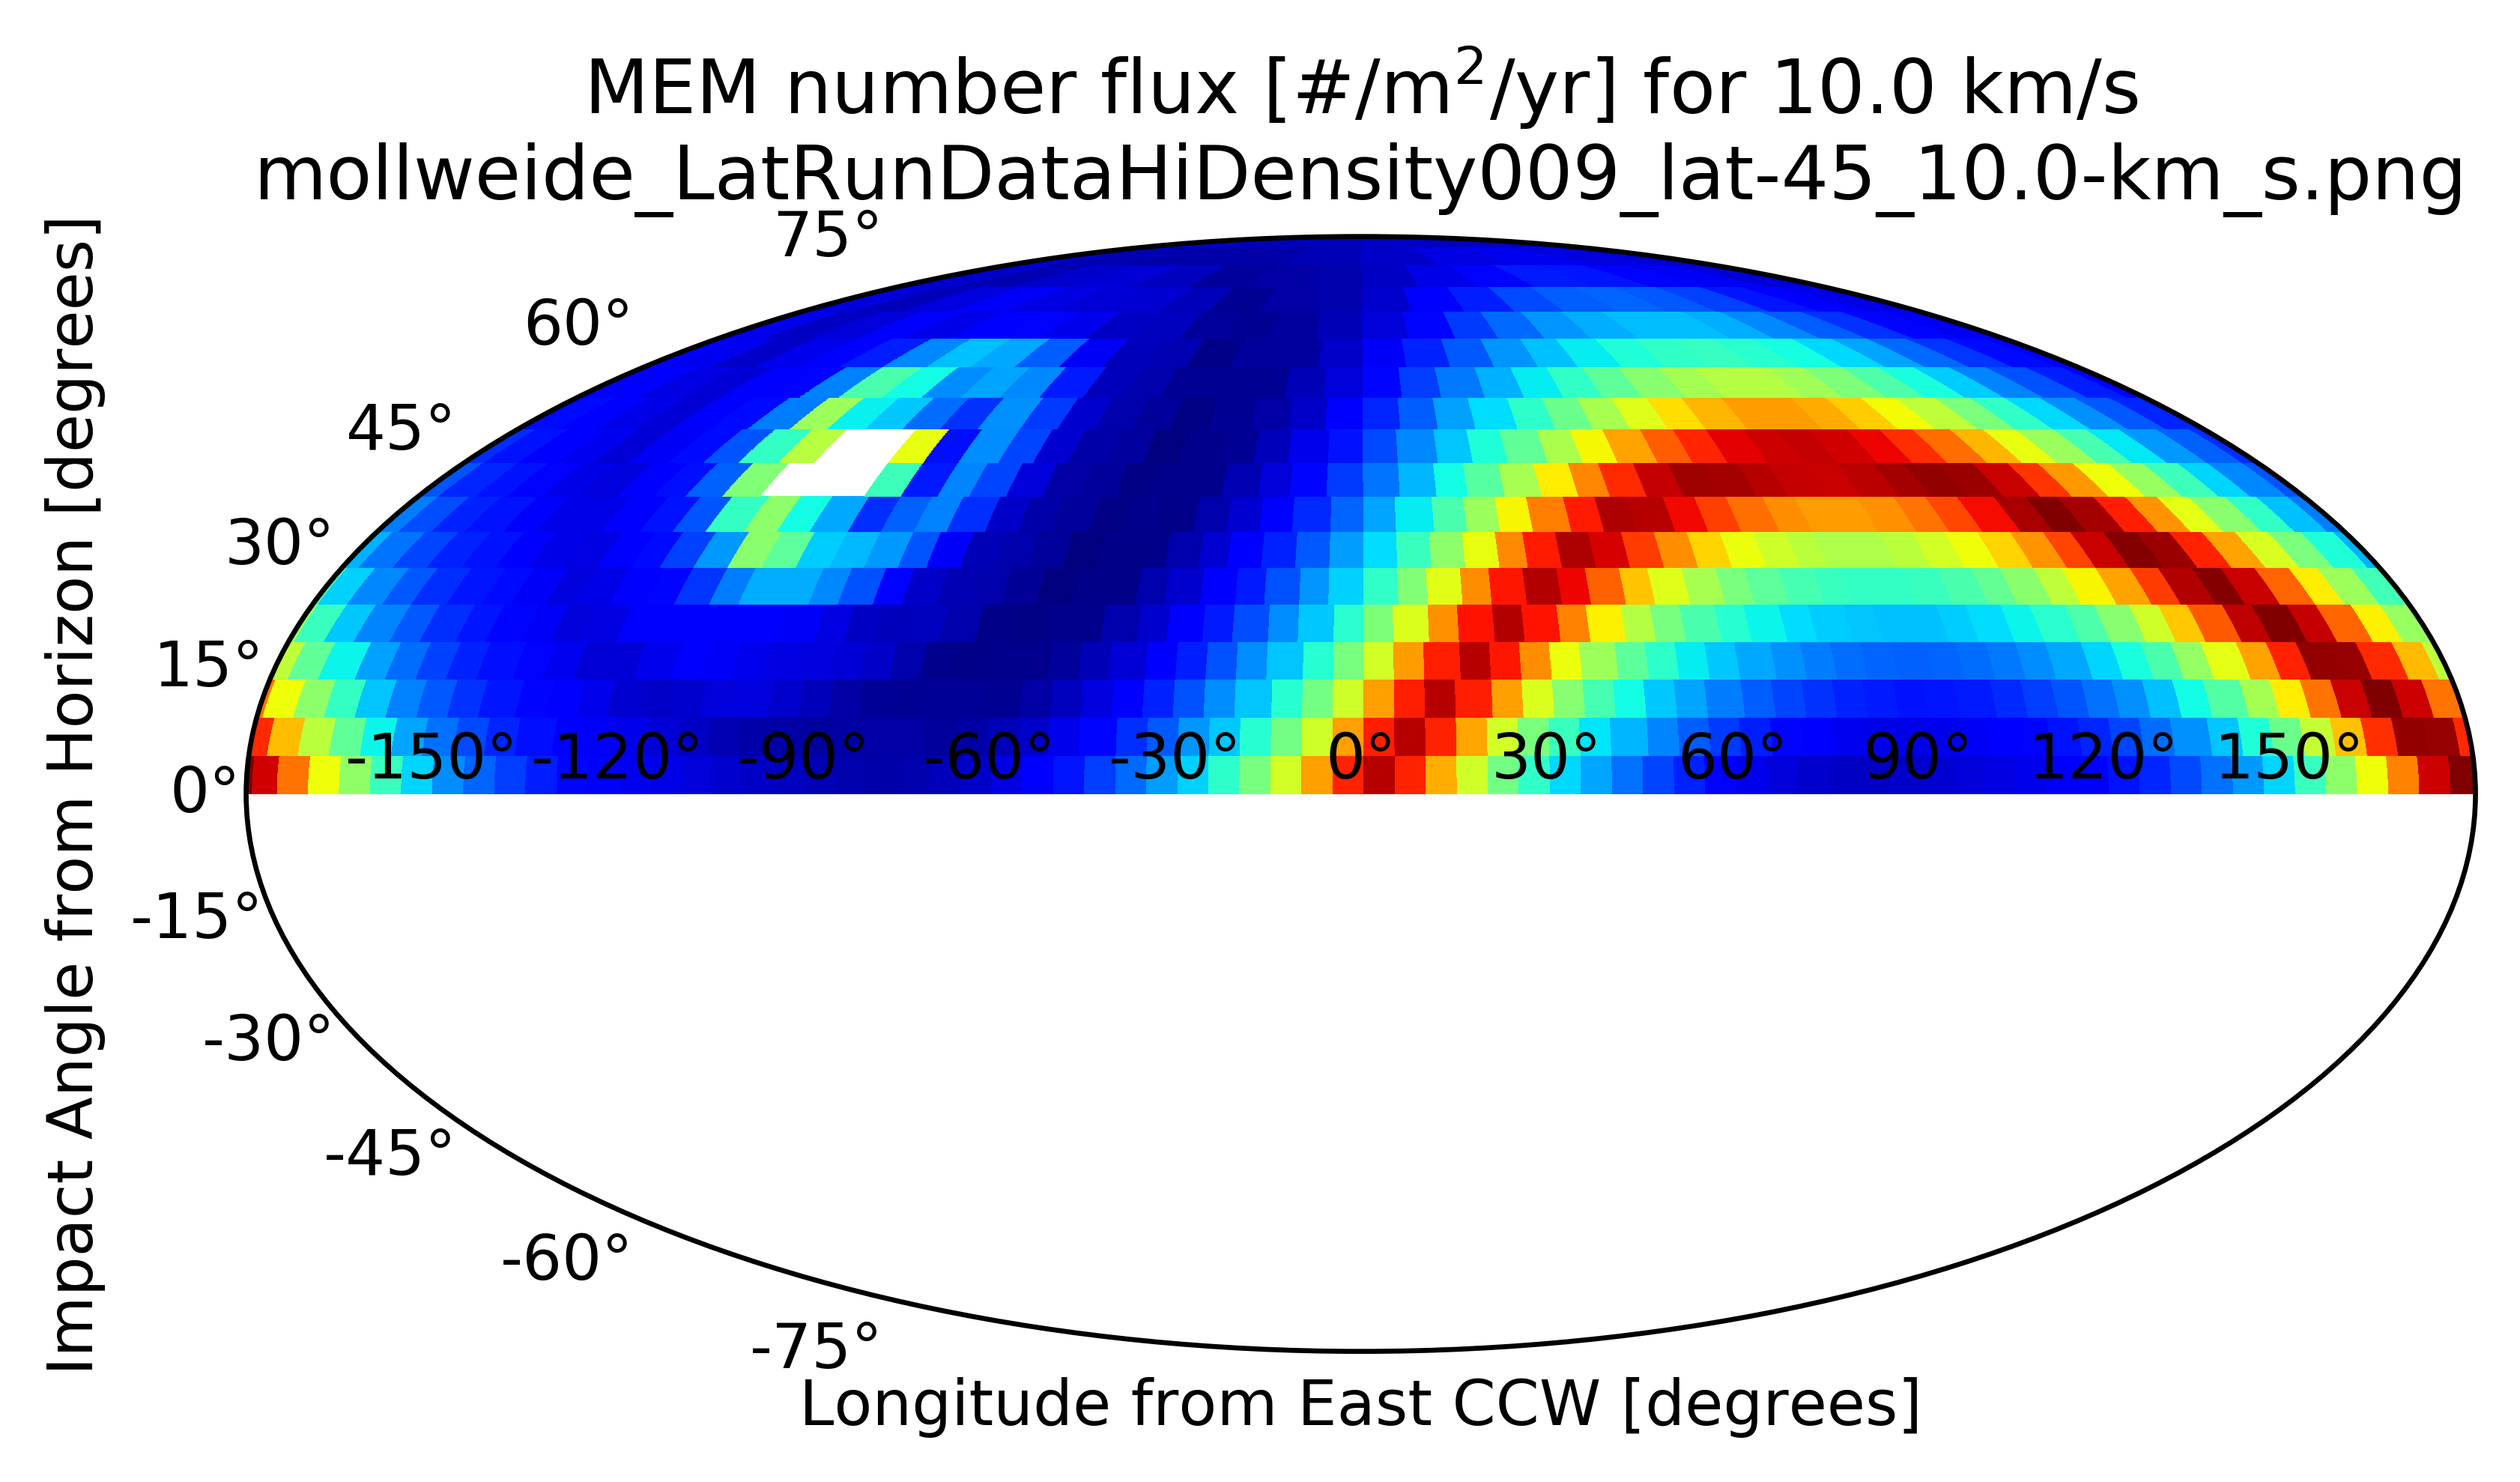 MEM number flux [#/m²/yr] for 10.0 km/s
mollweide_LatRunDataHiDensity009_lat-45_10.0-km_s.png
Impact Angle from Horizon [degrees]
75°
60°
45°
30°
15°
0°
-15°
-30°
-45°
-60°
-75°
-150° -120° -90° -60° -30° 0° 30° 60° 90° 120° 150°
Longitude from East CCW [degrees]